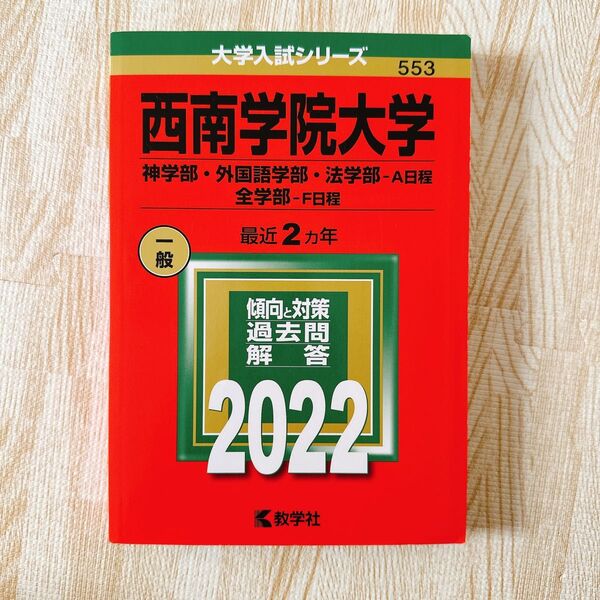 大学入試シリーズ
553
西南学院大学
神学部・外国語学部・法学部-A日程
全学部-F日程
最近2カ年
一般
傾向と対策
過去問
解答
2022
教学社